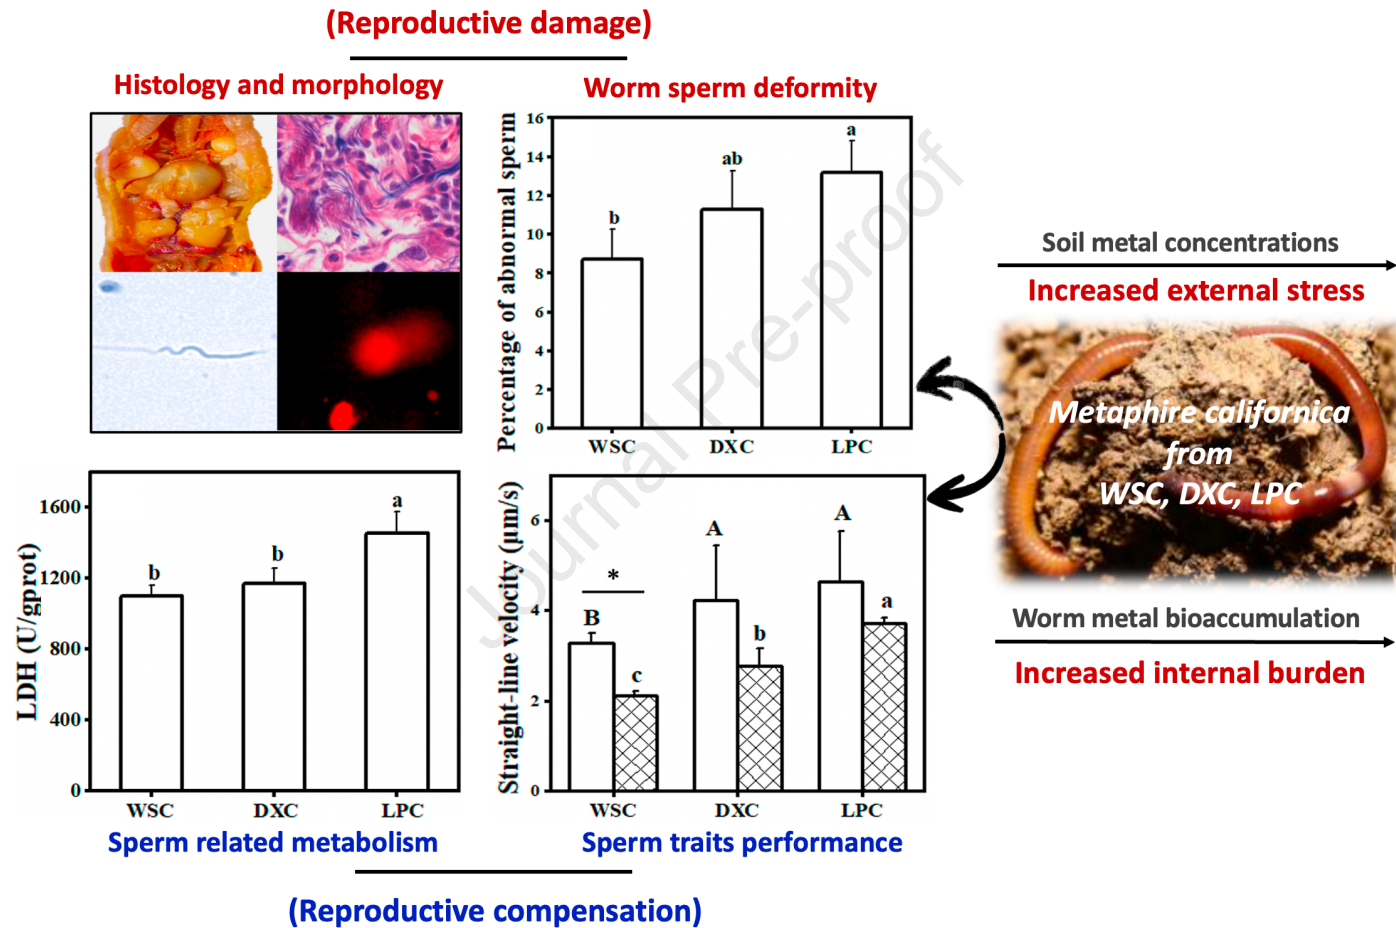 (Reproductive damage)
Histology and morphology
Worm sperm deformity
Percentage of abnormal sperm
16
14
12
10
8
6
4
2
0
b
ab
a
WSC
DXC
LPC
Soil metal concentrations
Increased external stress
Metaphire californica
from
WSC, DXC, LPC
Worm metal bioaccumulation
Increased internal burden
LDH (U/gprot)
1600
1200
800
400
0
b
b
a
WSC
DXC
LPC
Sperm related metabolism
Straight-line velocity (μm/s)
6
4
2
0
*
B
c
A
b
A
a
WSC
DXC
LPC
Sperm traits performance
(Reproductive compensation)
Journal Pre-proof